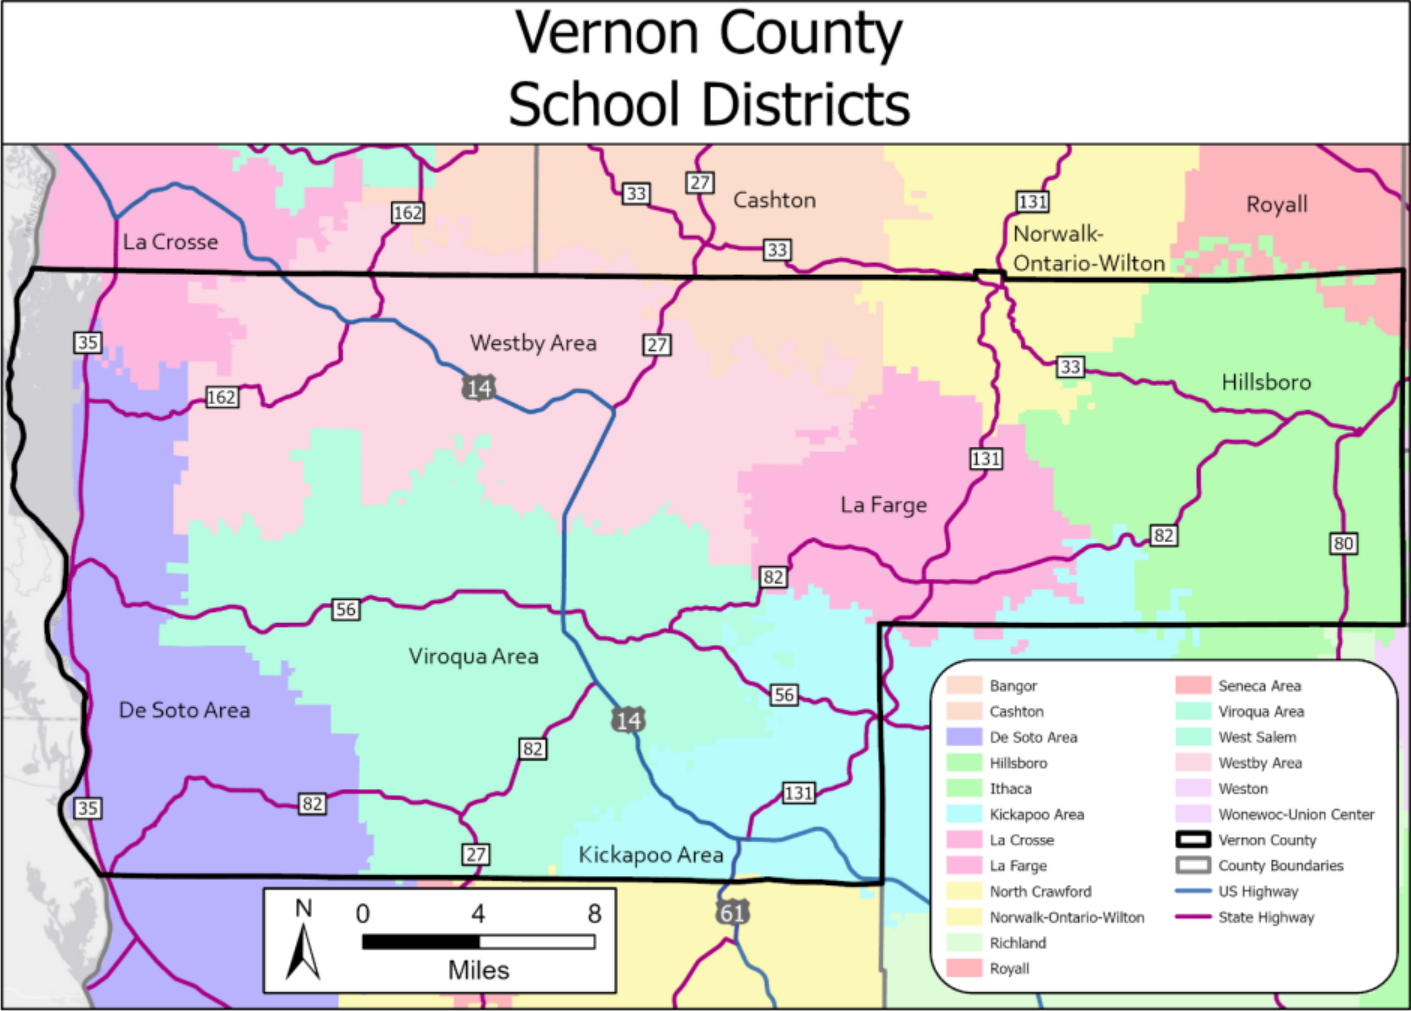 Vernon County
School Districts
33
27
Cashton
131
Royall
162
La Crosse
33
Norwalk-
Ontario-Wilton
35
Westby Area
27
33
Hillsboro
14
162
131
La Farge
82
80
82
56
Viroqua Area
56
De Soto Area
14
82
131
82
35
27
Kickapoo Area
61
N
0 4 8
Miles
Bangor
Cashton
De Soto Area
Hillsboro
Ithaca
Kickapoo Area
La Crosse
La Farge
North Crawford
Norwalk-Ontario-Wilton
Richland
Royall
Seneca Area
Viroqua Area
West Salem
Westby Area
Weston
Wonewoc-Union Center
Vernon County
County Boundaries
US Highway
State Highway